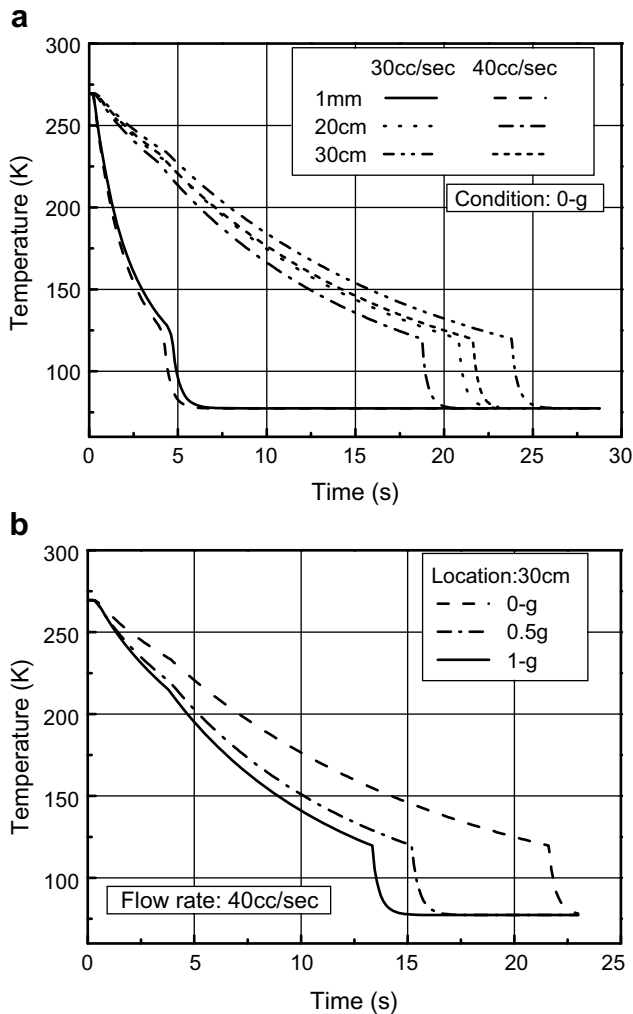 a
30cc/sec 40cc/sec
1mm
20cm
30cm
Condition: 0-g
300
250
200
150
100
Temperature (K)
0 5 10 15 20 25 30
Time (s)
b
Location:30cm
0-g
0.5g
1-g
300
250
200
150
100
Temperature (K)
Flow rate: 40cc/sec
0 5 10 15 20 25
Time (s)